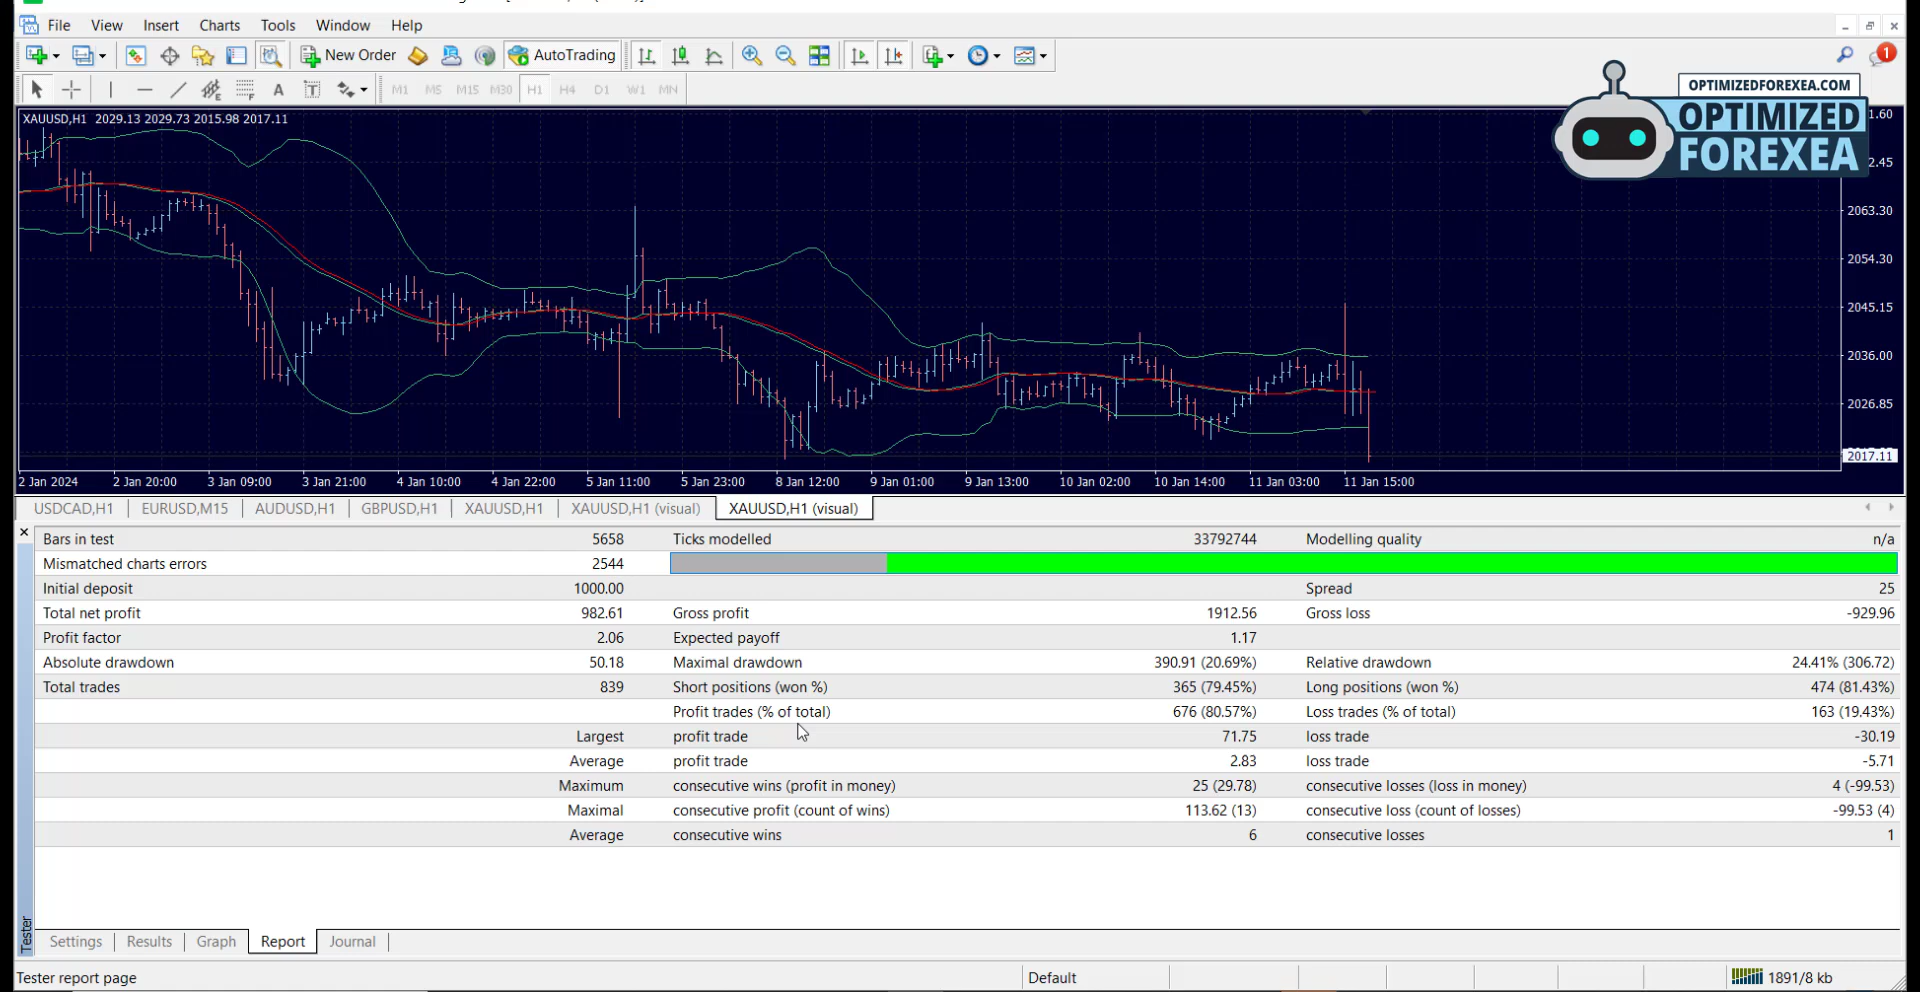 File View Insert Charts Tools Window Help
New Order AutoTrading 1
A T M1 M5 M15 M30 H1 H4 D1 W1 MN
OPTIMIZEDFOREXEA.COM
OPTIMIZED
FOREXEA
XAUUSD,H1 2029.13 2029.73 2015.98 2017.11
1.60
2.45
2063.30
2054.30
2045.15
2036.00
2026.85
2017.11
2 Jan 2024 2 Jan 20:00 3 Jan 09:00 3 Jan 21:00 4 Jan 10:00 4 Jan 22:00 5 Jan 11:00 5 Jan 23:00 8 Jan 12:00 9 Jan 01:00 9 Jan 13:00 10 Jan 02:00 10 Jan 14:00 11 Jan 03:00 11 Jan 15:00
USDCAD,H1 EURUSD,M15 AUDUSD,H1 GBPUSD,H1 XAUUSD,H1 XAUUSD,H1 (visual) XAUUSD,H1 (visual)
Bars in test 5658 Ticks modelled 33792744 Modelling quality n/a
Mismatched charts errors 2544
Initial deposit 1000.00 Spread 25
Total net profit 982.61 Gross profit 1912.56 Gross loss -929.96
Profit factor 2.06 Expected payoff 1.17
Absolute drawdown 50.18 Maximal drawdown 390.91 (20.69%) Relative drawdown 24.41% (306.72)
Total trades 839 Short positions (won %) 365 (79.45%) Long positions (won %) 474 (81.43%)
Profit trades (% of total) 676 (80.57%) Loss trades (% of total) 163 (19.43%)
Largest profit trade 71.75 loss trade -30.19
Average profit trade 2.83 loss trade -5.71
Maximum consecutive wins (profit in money) 25 (29.78) consecutive losses (loss in money) 4 (-99.53)
Maximal consecutive profit (count of wins) 113.62 (13) consecutive loss (count of losses) -99.53 (4)
Average consecutive wins 6 consecutive losses 1
Tester
Settings Results Graph Report Journal
Tester report page Default 1891/8 kb